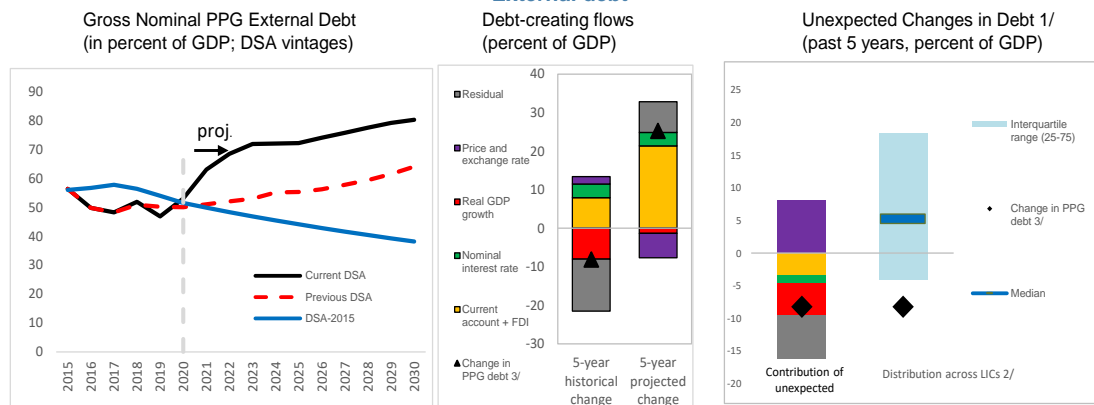 External debt
Gross Nominal PPG External Debt
(in percent of GDP; DSA vintages)
90
80
70
60
50
40
30
20
10
0
proj.
Current DSA
Previous DSA
DSA-2015
2015
2016
2017
2018
2019
2020
2021
2022
2023
2024
2025
2026
2027
2028
2029
2030
Debt-creating flows
(percent of GDP)
Residual
Price and
exchange rate
Real GDP
growth
Nominal
interest rate
Current
account + FDI
Change in
PPG debt 3/
40
30
20
10
0
-10
-20
-30
5-year
historical
change
5-year
projected
change
Unexpected Changes in Debt 1/
(past 5 years, percent of GDP)
25
20
15
10
5
0
-5
-10
-15
-20
Contribution of
unexpected
Distribution across LICs 2/
Interquartile
range (25-75)
Change in PPG
debt 3/
Median